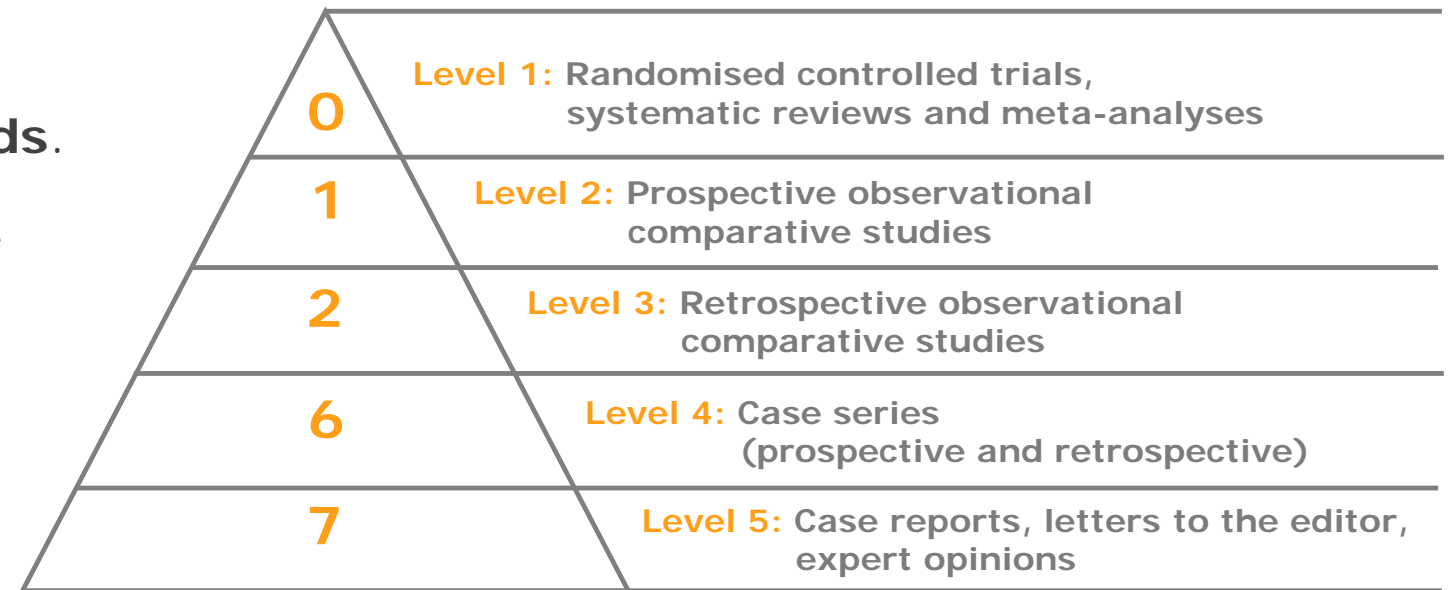 ds.
0
Level 1: Randomised controlled trials,
systematic reviews and meta-analyses
1
Level 2: Prospective observational
comparative studies
2
Level 3: Retrospective observational
comparative studies
6
Level 4: Case series
(prospective and retrospective)
7
Level 5: Case reports, letters to the editor,
expert opinions